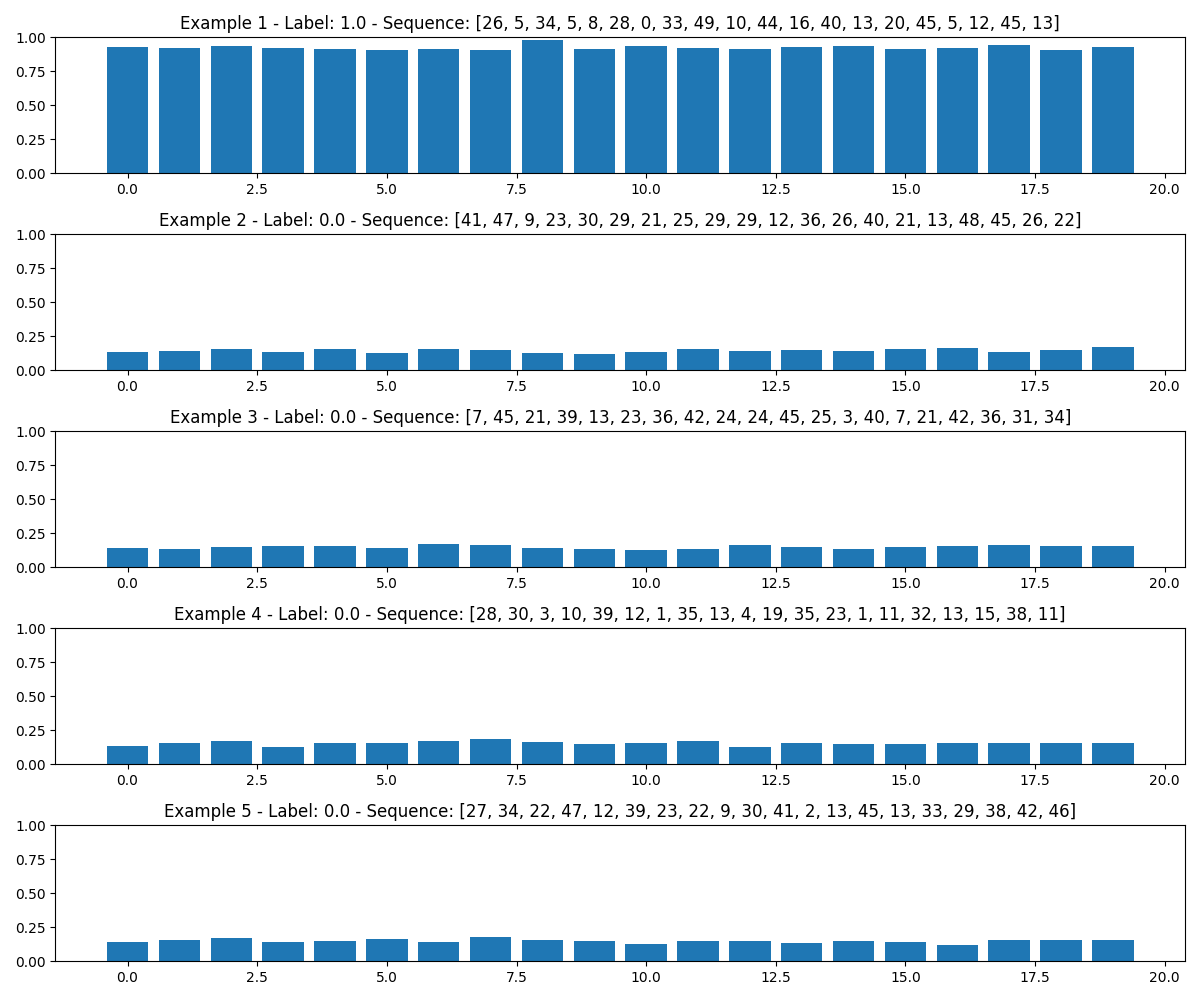 Example 1 - Label: 1.0 - Sequence: [26, 5, 34, 5, 8, 28, 0, 33, 49, 10, 44, 16, 40, 13, 20, 45, 5, 12, 45, 13]
1.00
0.75
0.50
0.25
0.00
0.0 2.5 5.0 7.5 10.0 12.5 15.0 17.5 20.0
Example 2 - Label: 0.0 - Sequence: [41, 47, 9, 23, 30, 29, 21, 25, 29, 29, 12, 36, 26, 40, 21, 13, 48, 45, 26, 22]
1.00
0.75
0.50
0.25
0.00
0.0 2.5 5.0 7.5 10.0 12.5 15.0 17.5 20.0
Example 3 - Label: 0.0 - Sequence: [7, 45, 21, 39, 13, 23, 36, 42, 24, 24, 45, 25, 3, 40, 7, 21, 42, 36, 31, 34]
1.00
0.75
0.50
0.25
0.00
0.0 2.5 5.0 7.5 10.0 12.5 15.0 17.5 20.0
Example 4 - Label: 0.0 - Sequence: [28, 30, 3, 10, 39, 12, 1, 35, 13, 4, 19, 35, 23, 1, 11, 32, 13, 15, 38, 11]
1.00
0.75
0.50
0.25
0.00
0.0 2.5 5.0 7.5 10.0 12.5 15.0 17.5 20.0
Example 5 - Label: 0.0 - Sequence: [27, 34, 22, 47, 12, 39, 23, 22, 9, 30, 41, 2, 13, 45, 13, 33, 29, 38, 42, 46]
1.00
0.75
0.50
0.25
0.00
0.0 2.5 5.0 7.5 10.0 12.5 15.0 17.5 20.0